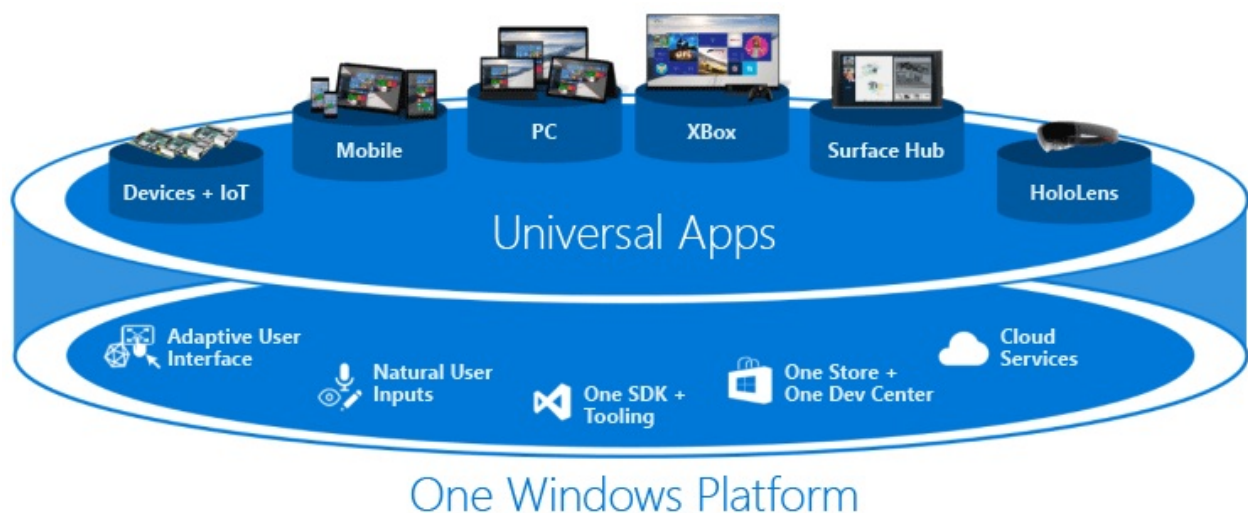 Devices + IoT
Mobile
PC
XBox
Surface Hub
HoloLens
Universal Apps
Adaptive User
Interface
Natural User
Inputs
One SDK +
Tooling
One Store +
One Dev Center
Cloud
Services
One Windows Platform